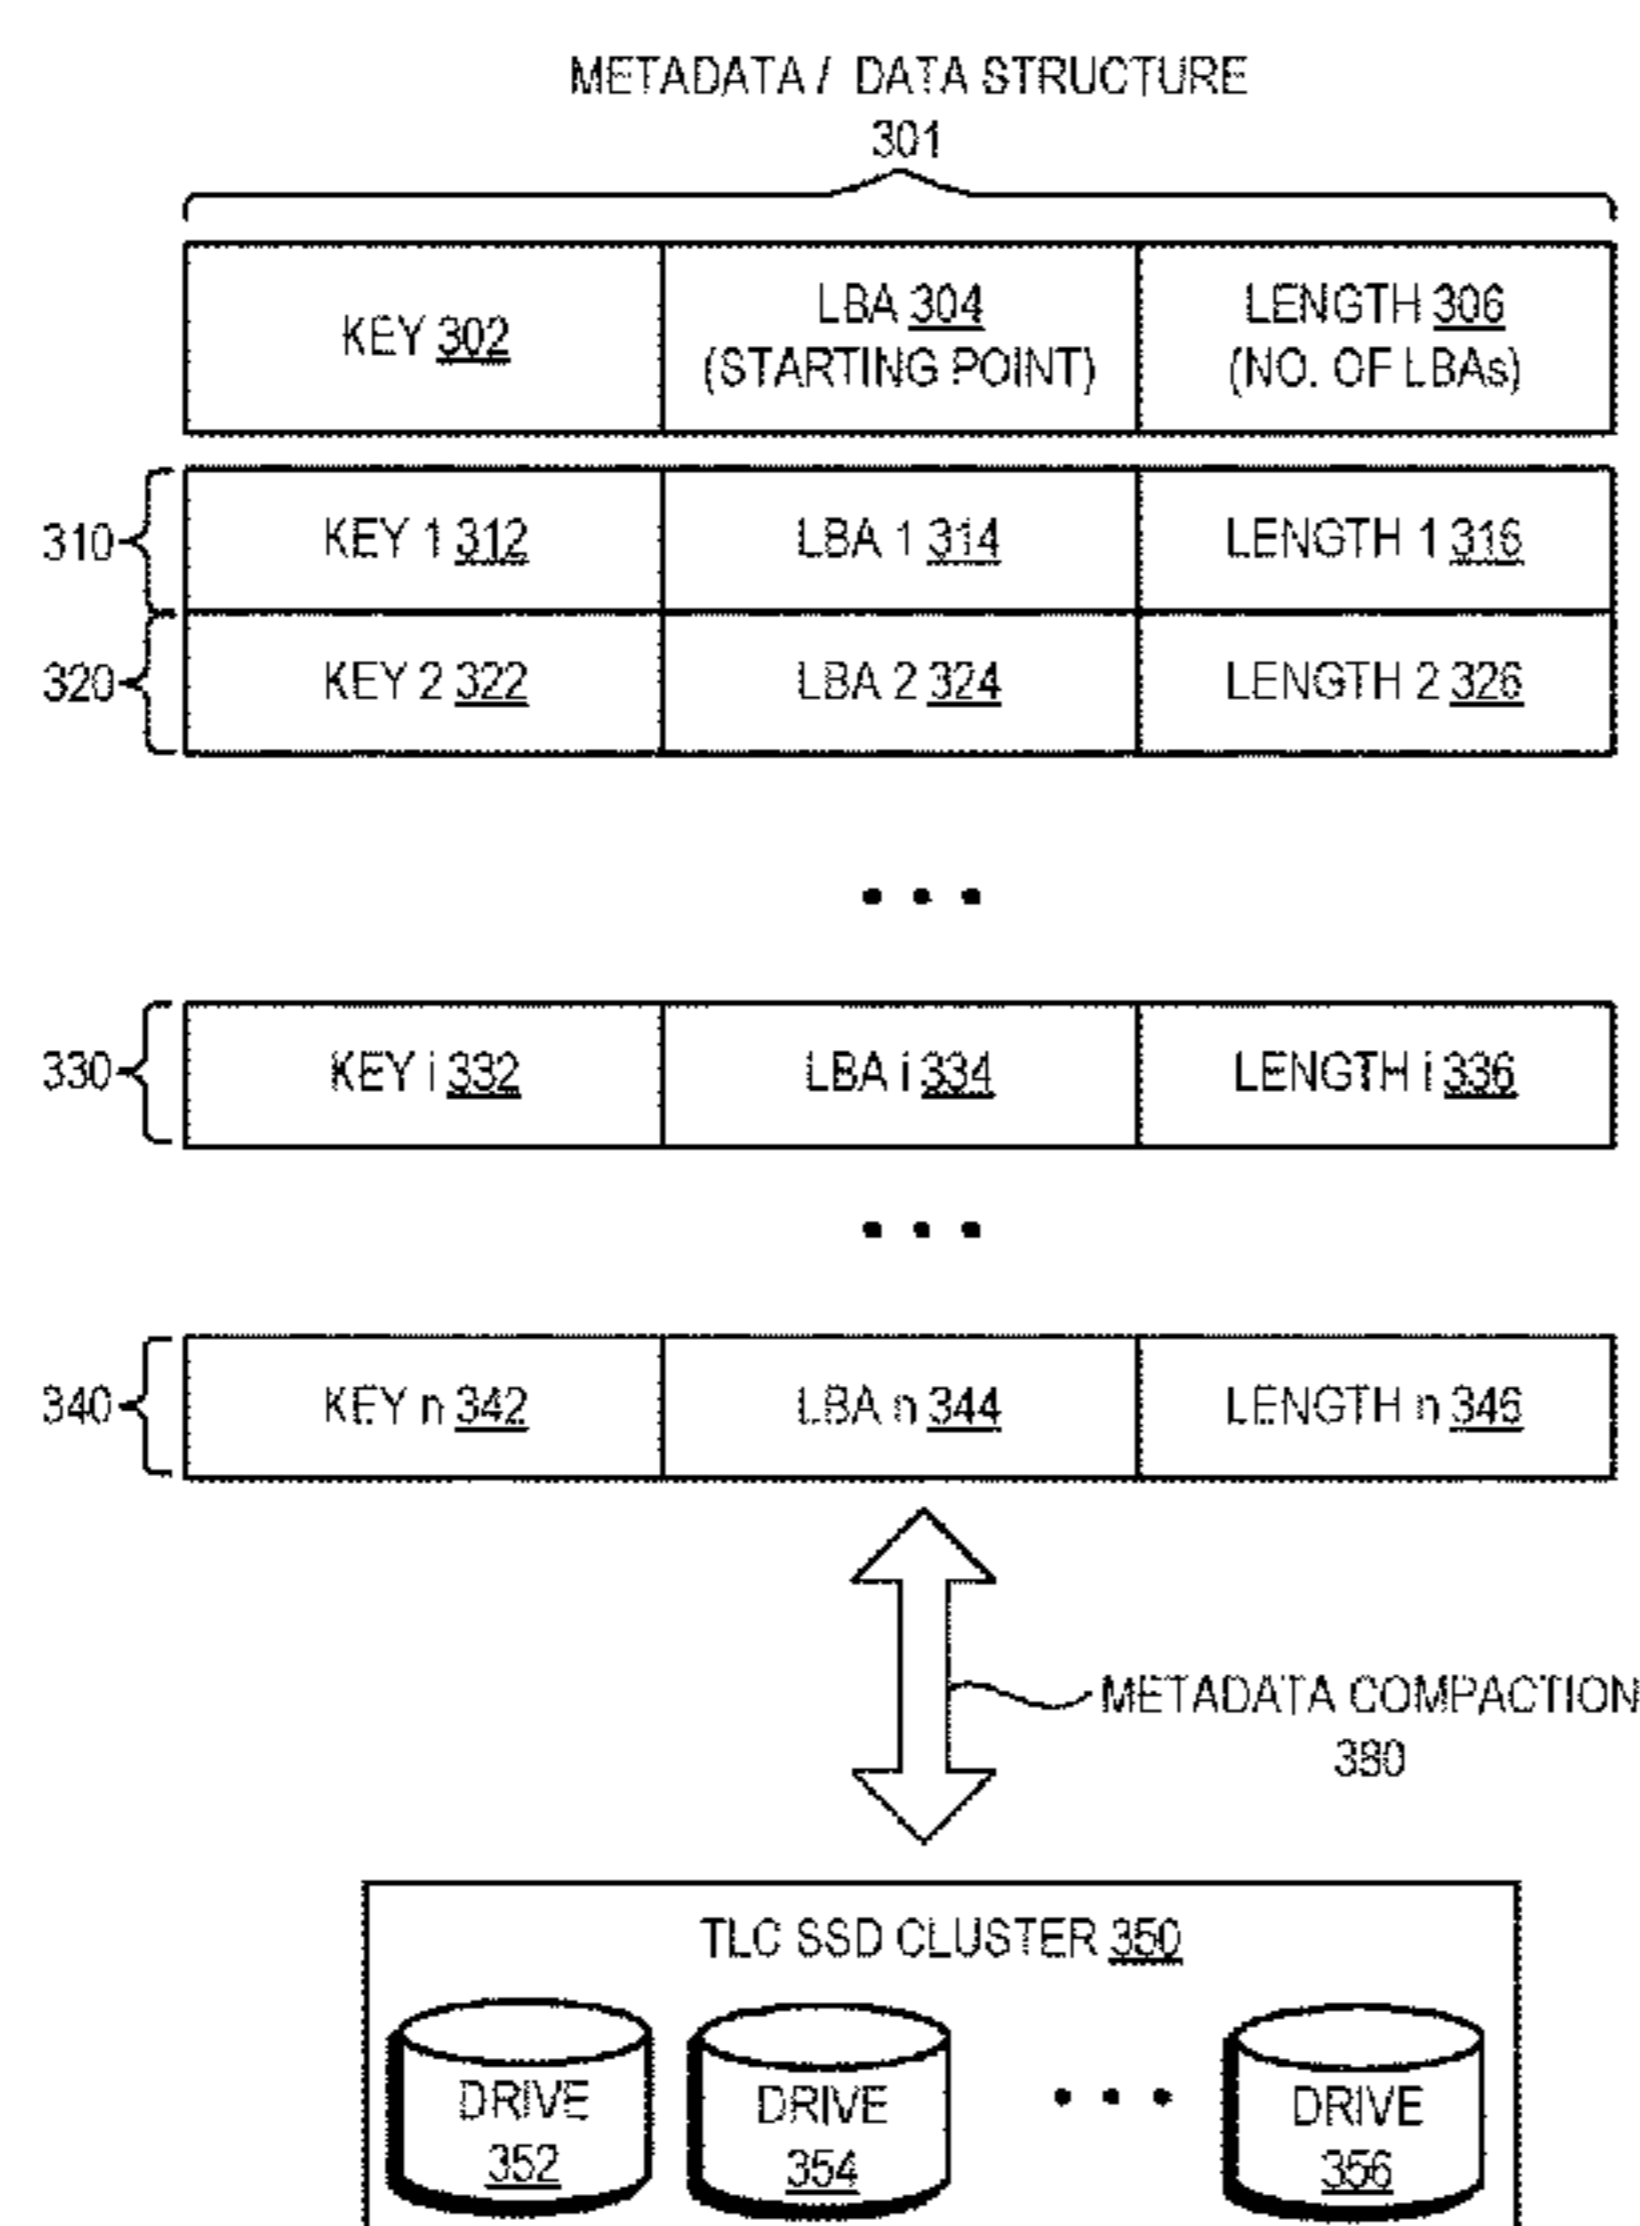 METADATA / DATA STRUCTURE
301
KEY 302
LBA 304
(STARTING POINT)
LENGTH 306
(NO. OF LBAs)
310
KEY 1 312
LBA 1 314
LENGTH 1 316
320
KEY 2 322
LBA 2 324
LENGTH 2 326
330
KEY i 332
LBA i 334
LENGTH i 336
340
KEY n 342
LBA n 344
LENGTH n 346
METADATA COMPACTION
380
TLC SSD CLUSTER 350
DRIVE
352
DRIVE
354
DRIVE
356